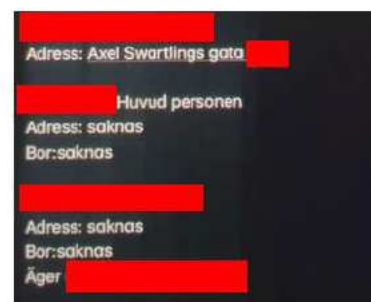 Adress: Axel Swartlings gata
Huvud personen
Adress: saknas
Bor:saknas
Adress: saknas
Bor:saknas
Äger